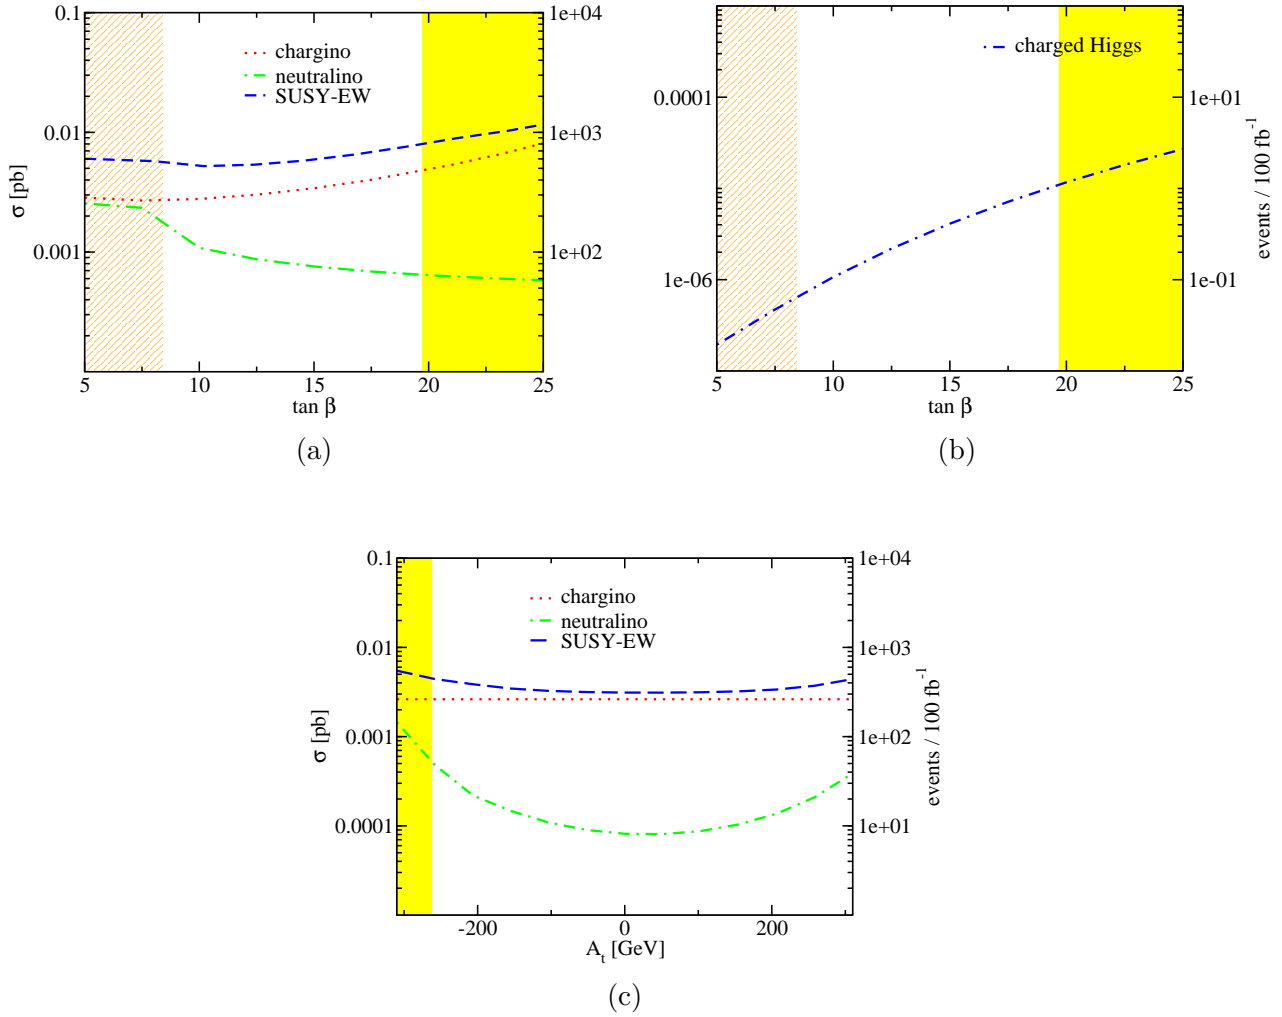 0.1
0.01
0.001
σ [pb]
1e+04
1e+03
1e+02
chargino
neutralino
SUSY-EW
5 10 15 20 25
tan β
(a)
0.0001
1e-06
charged Higgs
1e+01
1e-01
events / 100 fb⁻¹
5 10 15 20 25
tan β
(b)
0.1
0.01
0.001
0.0001
σ [pb]
chargino
neutralino
SUSY-EW
1e+04
1e+03
1e+02
1e+01
events / 100 fb⁻¹
-200 0 200
Aₜ [GeV]
(c)